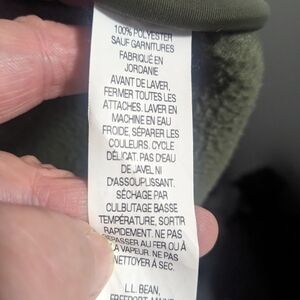 100% POLYESTER
SAUF GARNITURES
FABRIQUÉ EN
JORDANIE
AVANT DE LAVER,
FERMER TOUTES LES
ATTACHES. LAVER EN
MACHINE EN EAU
FROIDE, SÉPARER LES
COULEURS. CYCLE
DÉLICAT. PAS D'EAU
DE JAVEL NI
D'ASSOUPLISSANT.
SÉCHAGE PAR
CULBUTAGE BASSE
TEMPÉRATURE, SORTIR
RAPIDEMENT. NE PAS
REPASSER AU FER OU À
LA VAPEUR. NE PAS
NETTOYER À SEC.
L.L. BEAN,
FREEPORT, MAINE